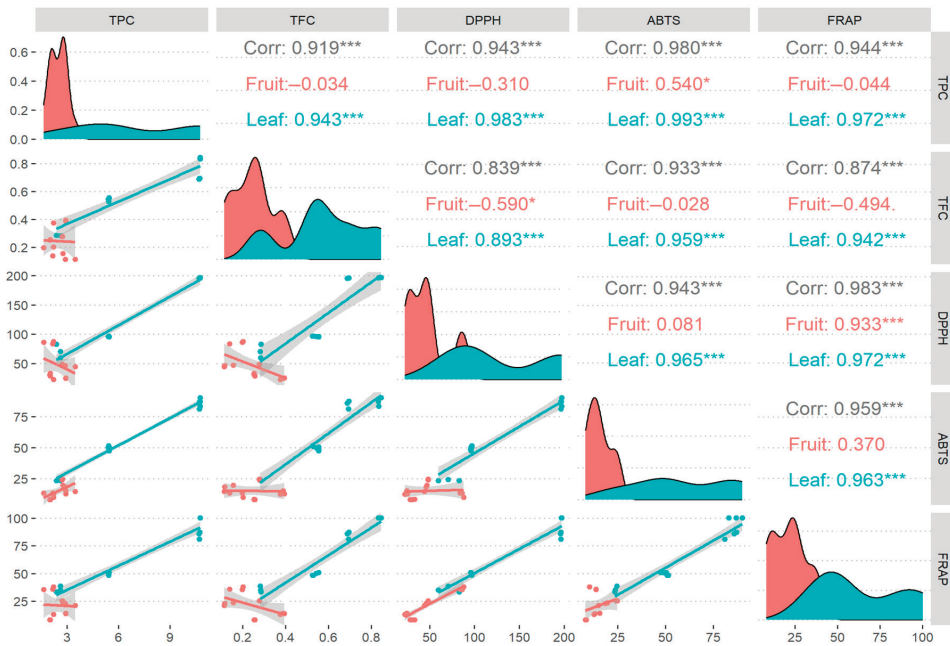 TPC TFC DPPH ABTS FRAP
0.6 Corr: 0.919*** Corr: 0.943*** Corr: 0.980*** Corr: 0.944*** TPC
0.4 Fruit:−0.034 Fruit:−0.310 Fruit: 0.540* Fruit:−0.044
0.2 Leaf: 0.943*** Leaf: 0.983*** Leaf: 0.993*** Leaf: 0.972***
0.0
0.8 Corr: 0.839*** Corr: 0.933*** Corr: 0.874*** TFC
0.6
0.4 Fruit:−0.590* Fruit:−0.028 Fruit:−0.494.
0.2 Leaf: 0.893*** Leaf: 0.959*** Leaf: 0.942***
200 Corr: 0.943*** Corr: 0.983*** DPPH
150
100 Fruit: 0.081 Fruit: 0.933***
50 Leaf: 0.965*** Leaf: 0.972***
75 Corr: 0.959*** ABTS
50 Fruit: 0.370
25 Leaf: 0.963***
100 FRAP
75
50
25
3 6 9 0.2 0.4 0.6 0.8 50 100 150 200 25 50 75 25 50 75 100